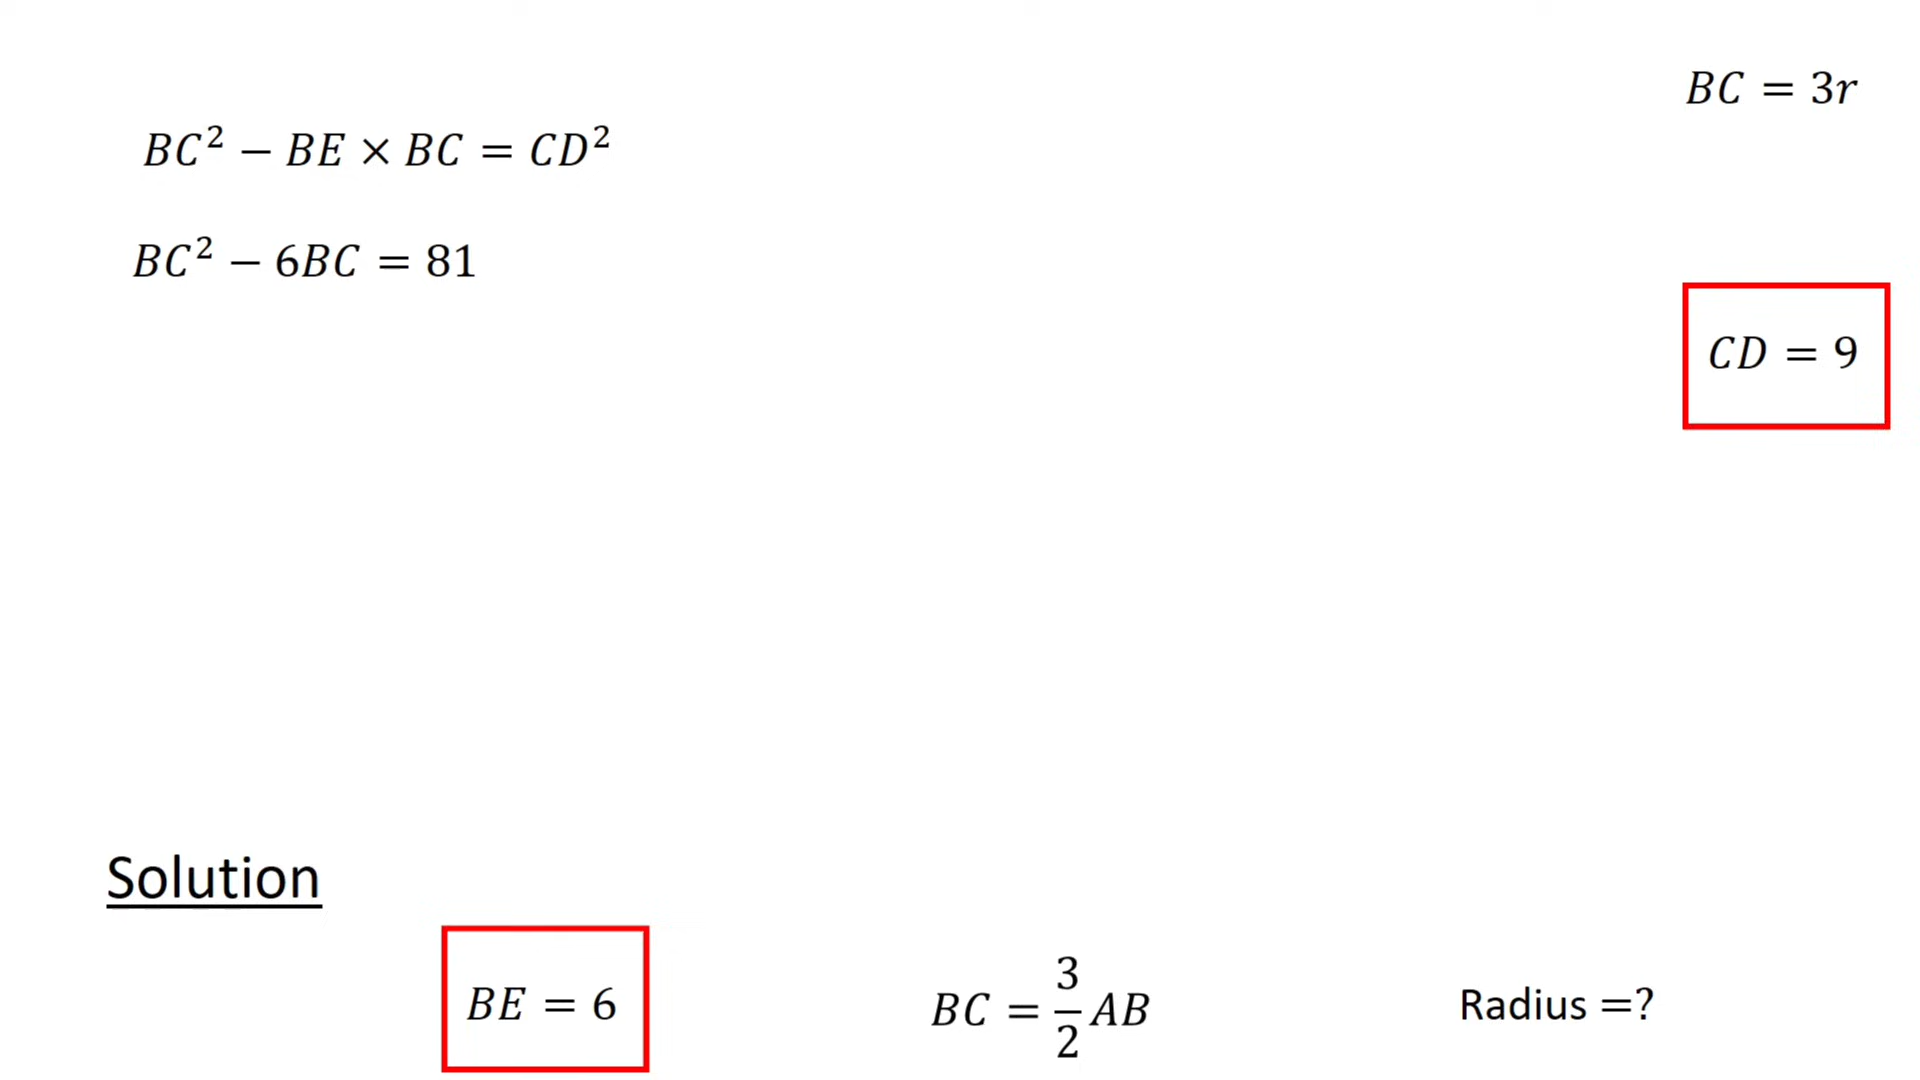 BC = 3r
BC² − BE × BC = CD²
BC² − 6BC = 81
CD = 9
Solution
BE = 6
BC = 3/2 AB
Radius =?